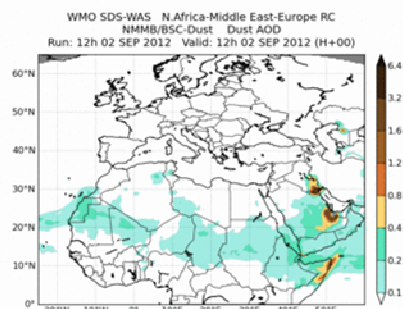 WMO SDS-WAS N.Africa-Middle East-Europe RC
NMMB/BSC-Dust Dust AOD
Run: 12h 02 SEP 2012 Valid: 12h 02 SEP 2012 (H+00)
60°N
50°N
40°N
30°N
20°N
10°N
0°
6.4
3.2
1.6
1.2
0.8
0.4
0.2
0.1